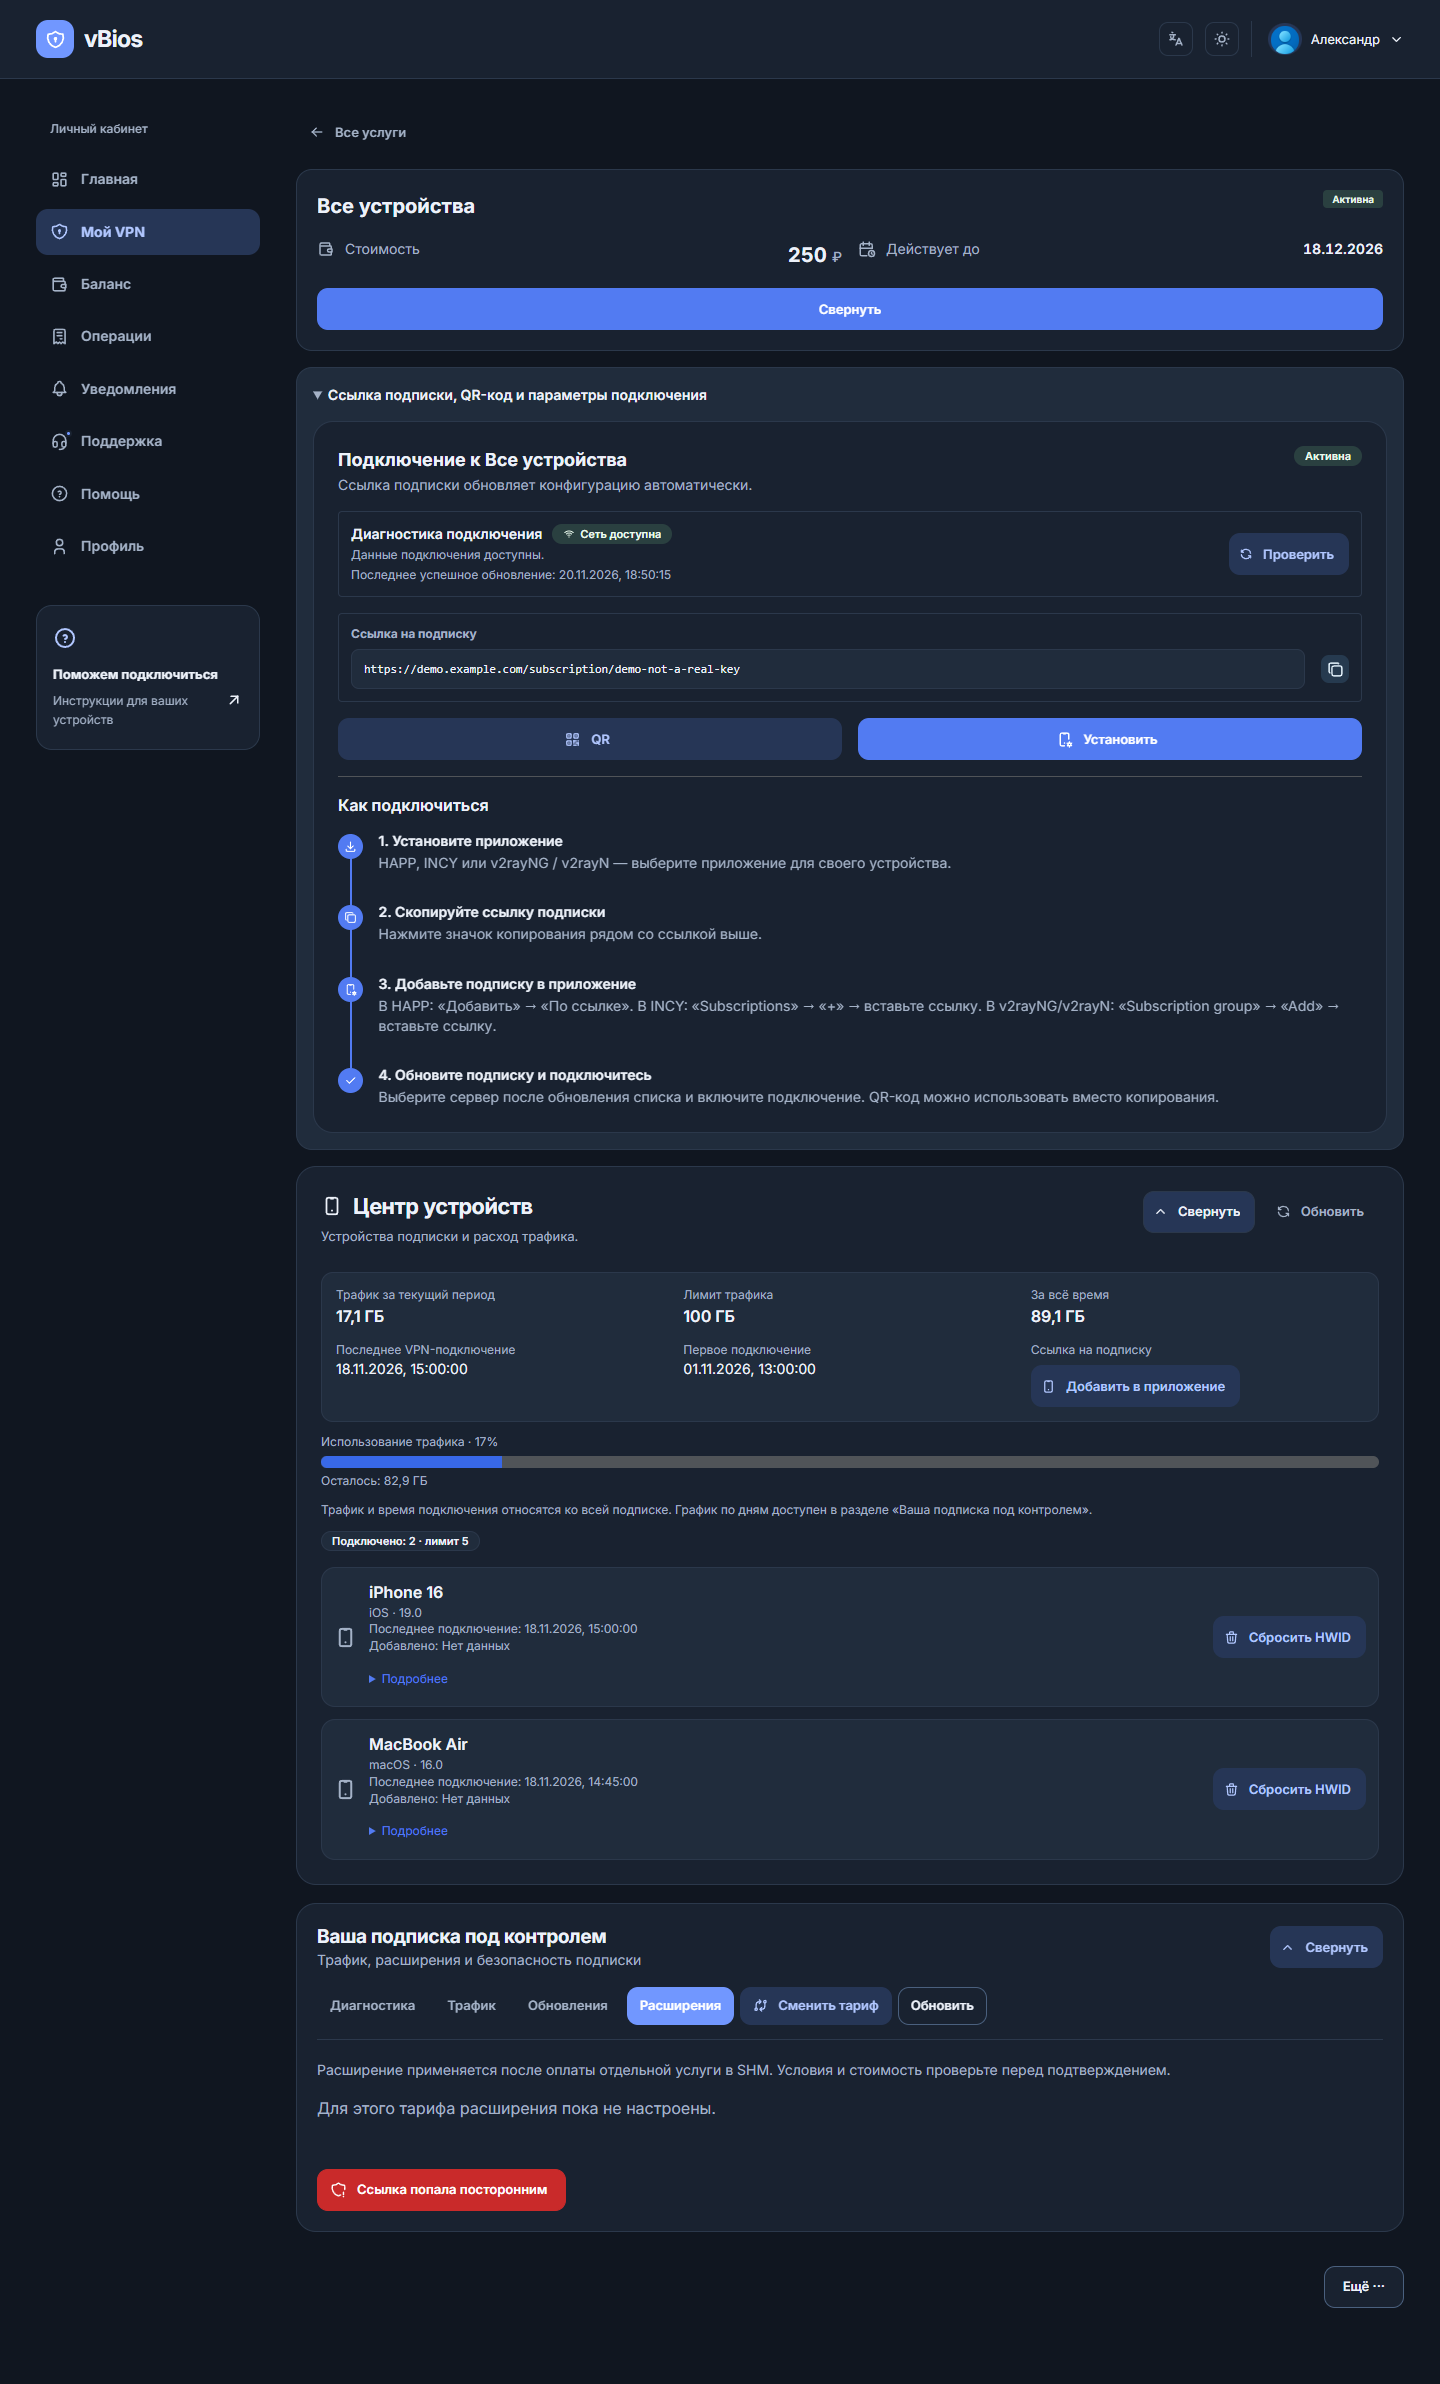 vBios
Александр
Личный кабинет
Главная
Мой VPN
Баланс
Операции
Уведомления
Поддержка
Помощь
Профиль
Поможем подключиться
Инструкции для ваших
устройств
Все услуги
Все устройства
Активна
Стоимость
250 ₽
Действует до
18.12.2026
Свернуть
Ссылка подписки, QR-код и параметры подключения
Подключение к Все устройства
Активна
Ссылка подписки обновляет конфигурацию автоматически.
Диагностика подключения
Сеть доступна
Данные подключения доступны.
Последнее успешное обновление: 20.11.2026, 18:50:15
Проверить
Ссылка на подписку
https://demo.example.com/subscription/demo-not-a-real-key
QR
Установить
Как подключиться
1. Установите приложение
HAPP, INCY или v2rayNG / v2rayN — выберите приложение для своего устройства.
2. Скопируйте ссылку подписки
Нажмите значок копирования рядом со ссылкой выше.
3. Добавьте подписку в приложение
В HAPP: «Добавить» → «По ссылке». В INCY: «Subscriptions» → «+» → вставьте ссылку. В v2rayNG/v2rayN: «Subscription group» → «Add» →
вставьте ссылку.
4. Обновите подписку и подключитесь
Выберите сервер после обновления списка и включите подключение. QR-код можно использовать вместо копирования.
Центр устройств
Устройства подписки и расход трафика.
Свернуть
Обновить
Трафик за текущий период
17,1 ГБ
Лимит трафика
100 ГБ
За всё время
89,1 ГБ
Последнее VPN-подключение
18.11.2026, 15:00:00
Первое подключение
01.11.2026, 13:00:00
Ссылка на подписку
Добавить в приложение
Использование трафика · 17%
Осталось: 82,9 ГБ
Трафик и время подключения относятся ко всей подписке. График по дням доступен в разделе «Ваша подписка под контролем».
Подключено: 2 · лимит 5
iPhone 16
iOS · 19.0
Последнее подключение: 18.11.2026, 15:00:00
Добавлено: Нет данных
Подробнее
Сбросить HWID
MacBook Air
macOS · 16.0
Последнее подключение: 18.11.2026, 14:45:00
Добавлено: Нет данных
Подробнее
Сбросить HWID
Ваша подписка под контролем
Трафик, расширения и безопасность подписки
Свернуть
Диагностика
Трафик
Обновления
Расширения
Сменить тариф
Обновить
Расширение применяется после оплаты отдельной услуги в SHM. Условия и стоимость проверьте перед подтверждением.
Для этого тарифа расширения пока не настроены.
Ссылка попала посторонним
Ещё ···